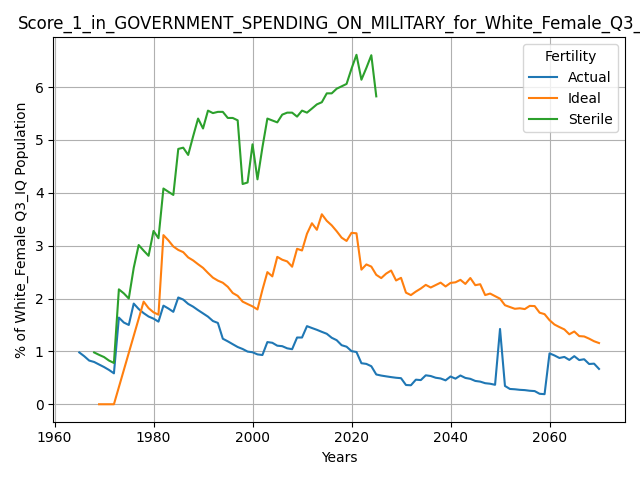 Score_1_in_GOVERNMENT_SPENDING_ON_MILITARY_for_White_Female_Q3_
% of White_Female Q3_IQ Population
6
5
4
3
2
1
0
Fertility
Actual
Ideal
Sterile
1960 1980 2000 2020 2040 2060
Years